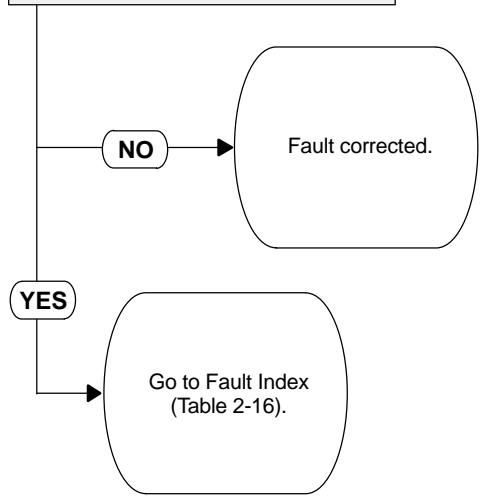 NO
Fault corrected.
YES
Go to Fault Index
(Table 2-16).